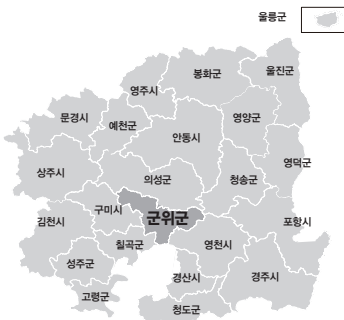 울릉군
봉화군
울진군
영주시
문경시
예천군
영양군
안동시
영덕군
상주시
의성군
청송군
구미시
군위군
김천시
포항시
칠곡군
영천시
성주군
경산시
경주시
고령군
청도군